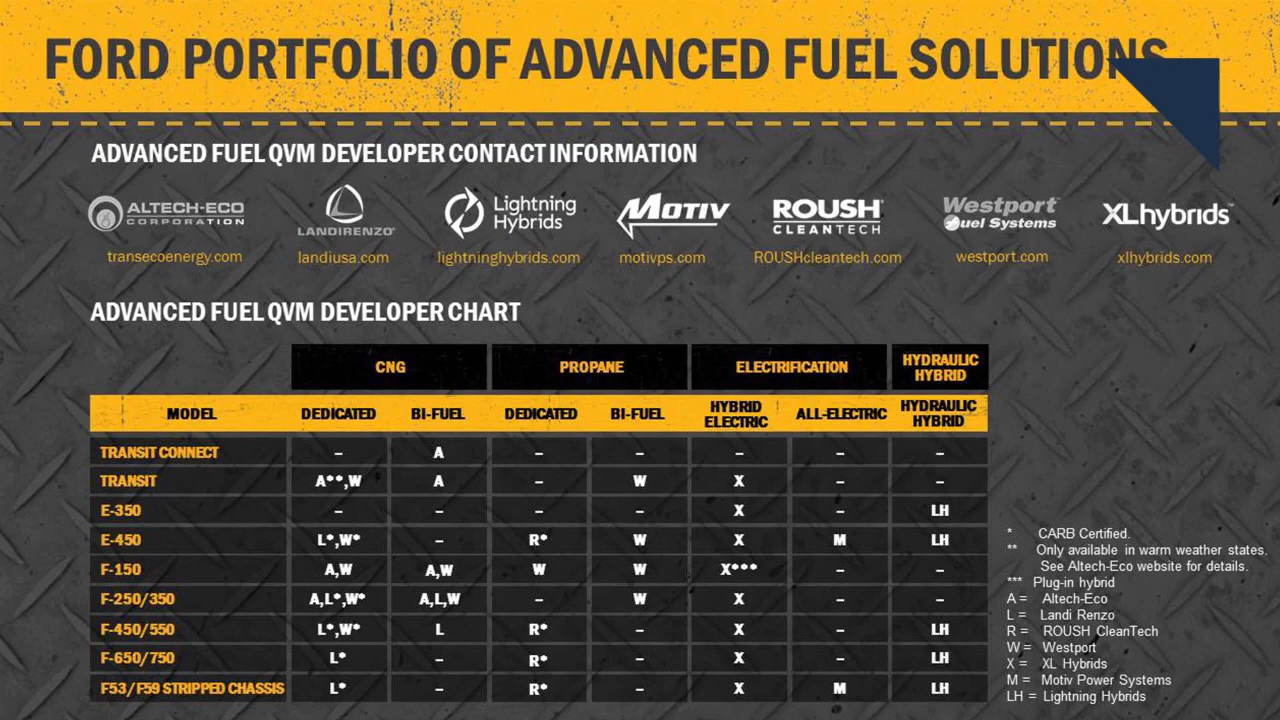 FORD PORTFOLIO OF ADVANCED FUEL SOLUTIONS
ADVANCED FUEL QVM DEVELOPER CONTACT INFORMATION
ALTECH-ECO CORPORATION
LANDIRENZO
Lightning Hybrids
MOTIV
ROUSH CLEANTECH
Westport Fuel Systems
XLhybrids
transecoenergy.com landiusa.com lightninghybrids.com motivps.com ROUSHcleantech.com westport.com xlhybrids.com
ADVANCED FUEL QVM DEVELOPER CHART
CNG PROPANE ELECTRIFICATION HYDRAULIC HYBRID
MODEL DEDICATED BI-FUEL DEDICATED BI-FUEL HYBRID ELECTRIC ALL-ELECTRIC HYDRAULIC HYBRID
TRANSIT CONNECT – A – – – – –
TRANSIT A**,W A – W X – –
E-350 – – – – X – LH
E-450 L*,W* – R* W X M LH
F-150 A,W A,W W W X*** – –
F-250/350 A,L*,W* A,L,W – W X – –
F-450/550 L*,W* L R* – X – LH
F-650/750 L* – R* – X – LH
F53/F59 STRIPPED CHASSIS L* – R* – X M LH
* CARB Certified.
** Only available in warm weather states.
See Altech-Eco website for details.
*** Plug-in hybrid
A = Altech-Eco
L = Landi Renzo
R = ROUSH CleanTech
W = Westport
X = XL Hybrids
M = Motiv Power Systems
LH = Lightning Hybrids